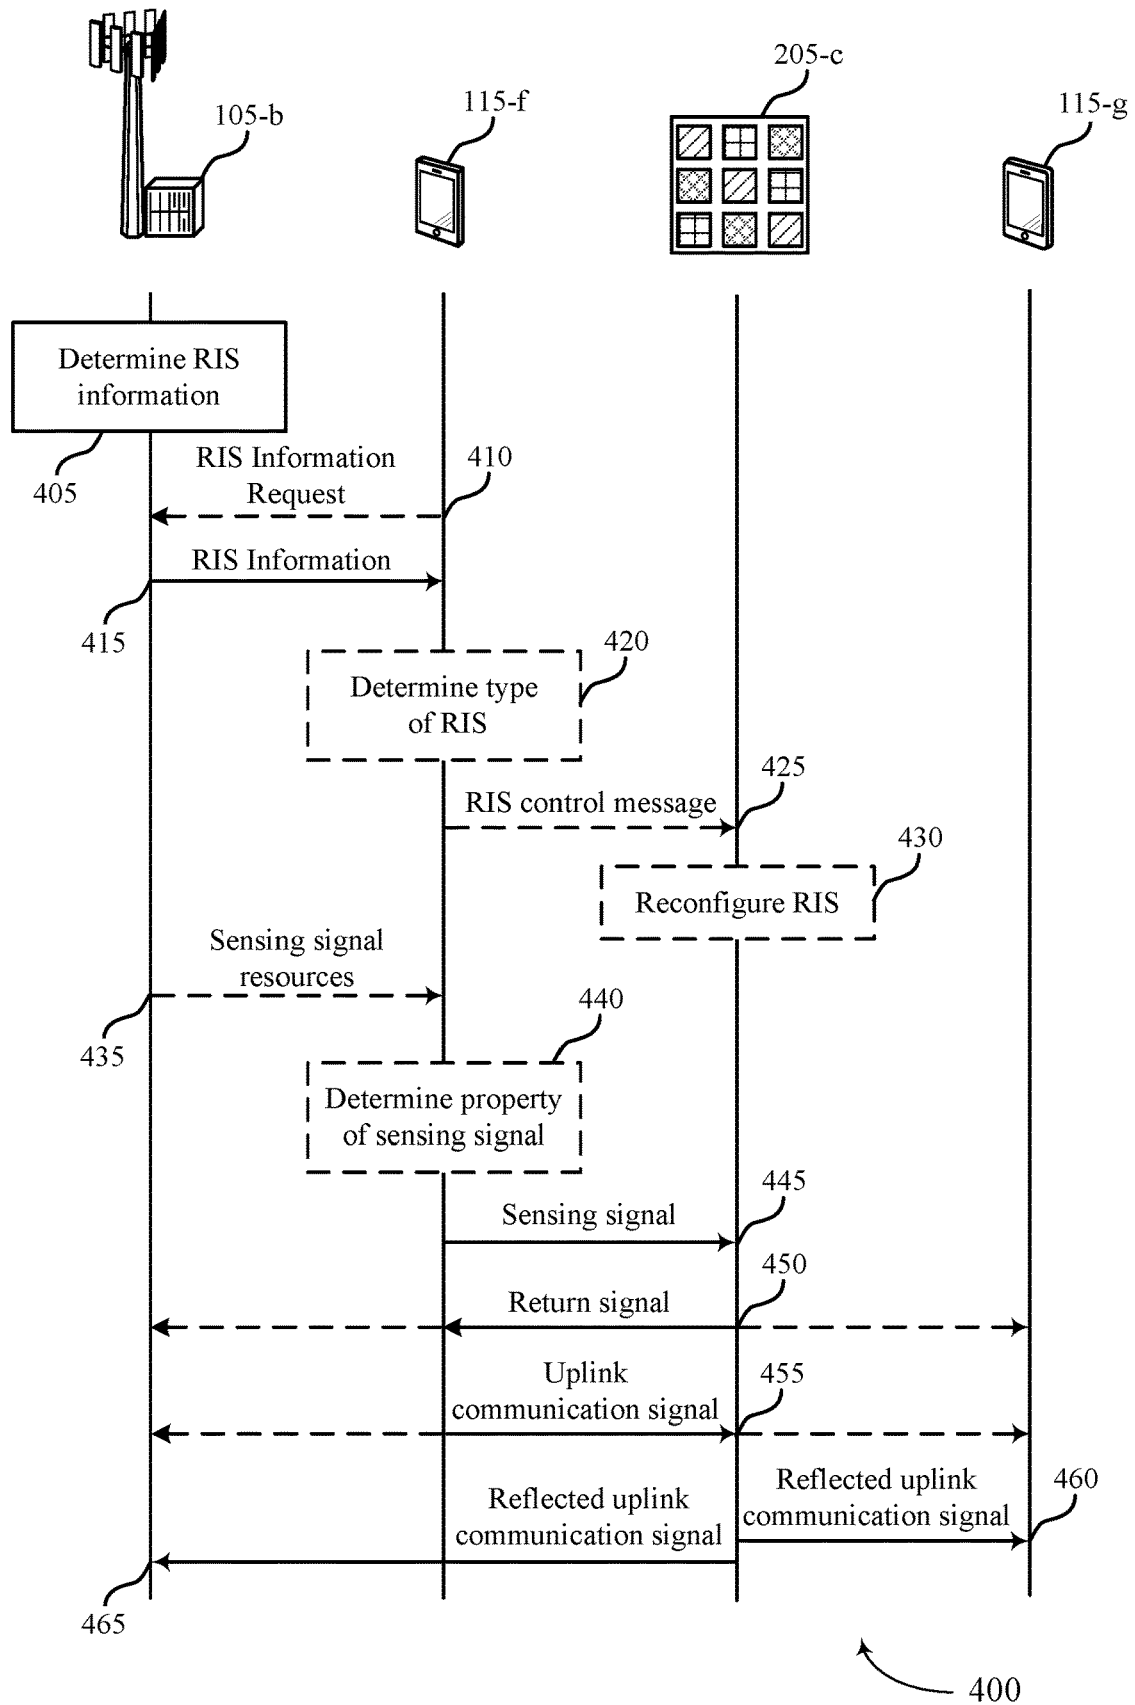 205-c
115-f
115-g
105-b
Determine RIS
information
405
RIS Information
Request
410
RIS Information
415
420
Determine type
of RIS
425
RIS control message
430
Reconfigure RIS
Sensing signal
resources
435
440
Determine property
of sensing signal
445
Sensing signal
450
Return signal
455
Uplink
communication signal
460
Reflected uplink
communication signal
Reflected uplink
communication signal
465
400